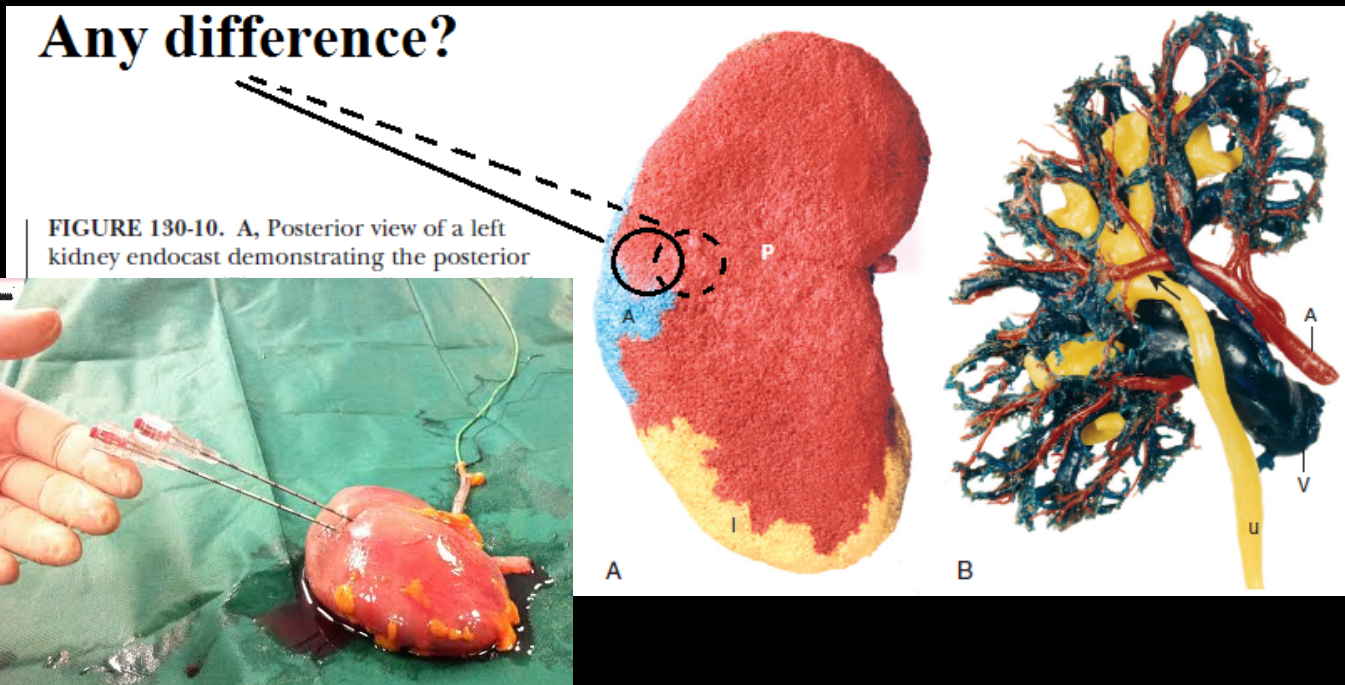 Any difference?
FIGURE 130-10. A, Posterior view of a left
kidney endocast demonstrating the posterior
P
A
I
A
B
A
V
u